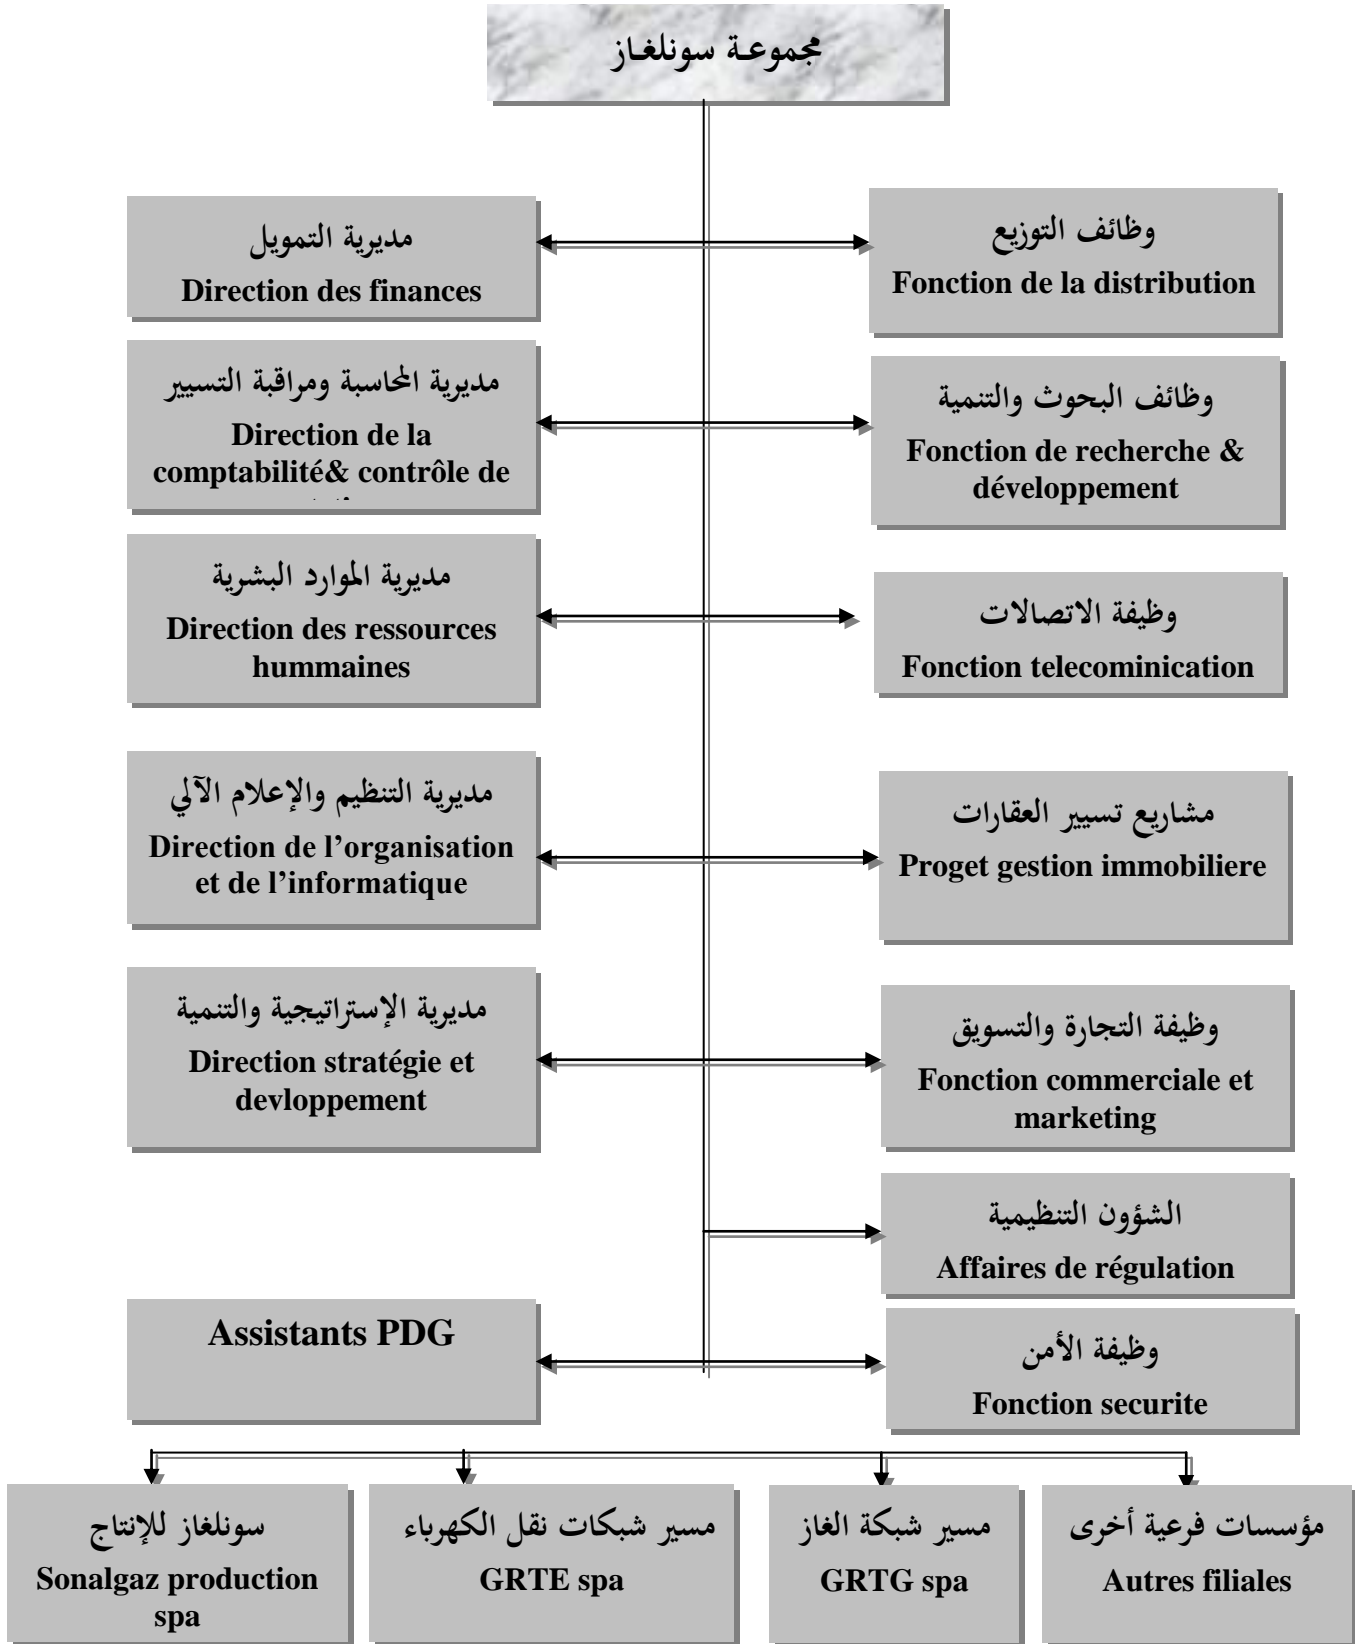 مجموعـة سونلغـاز
مديرية التمويل
Direction des finances
وظائف التوزيع
Fonction de la distribution
مديرية المحاسبة ومراقبة التسيير
Direction de la
comptabilité& contrôle de
وظائف البحوث والتنمية
Fonction de recherche &
développement
مديرية الموارد البشرية
Direction des ressources
hummaines
وظيفة الاتصالات
Fonction telecominication
مديرية التنظيم والإعلام الآلي
Direction de l’organisation
et de l’informatique
مشاريع تسيير العقارات
Proget gestion immobiliere
مديرية الإستراتيجية والتنمية
Direction stratégie et
devloppement
وظيفة التجارة والتسويق
Fonction commerciale et
marketing
الشؤون التنظيمية
Affaires de régulation
Assistants PDG
وظيفة الأمن
Fonction securite
سونلغاز للإنتاج
Sonalgaz production
spa
مسير شبكات نقل الكهرباء
GRTE spa
مسير شبكة الغاز
GRTG spa
مؤسسات فرعية أخرى
Autres filiales